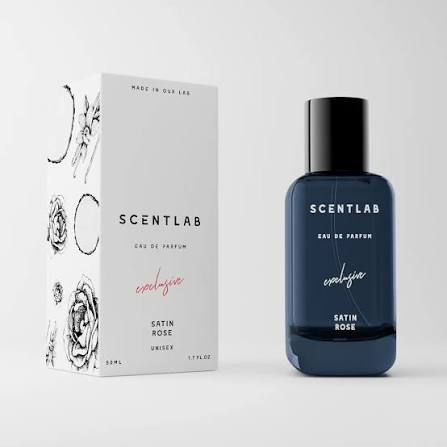 MADE IN OUR LAB
SCENTLAB
EAU DE PARFUM
exclusive
SATIN
ROSE
UNISEX
50ML
1.7 FL.OZ
SCENTLAB
EAU DE PARFUM
exclusive
SATIN
ROSE